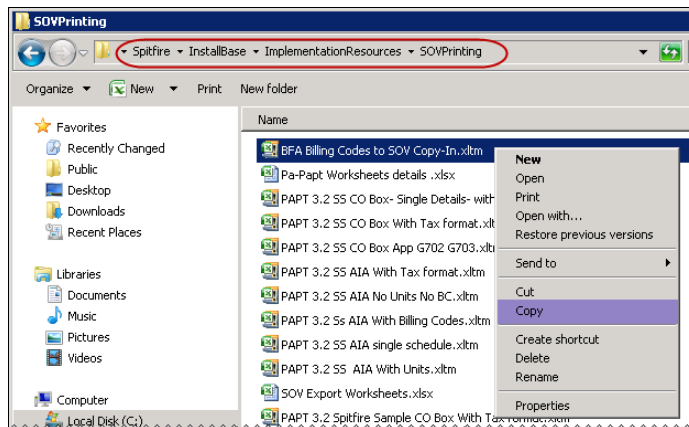 SOVPrinting
Spitfire InstallBase ImplementationResources SOVPrinting
Organize New Print New folder
Name
Favorites
Recently Changed
Public
Desktop
Downloads
Recent Places
Libraries
Documents
Music
Pictures
Videos
Computer
Local Disk (C:)
BFA Billing Codes to SOV Copy-In.xltm
Pa-Papt Worksheets details .xlsx
PAPT 3.2 SS CO Box- Single Details- with
PAPT 3.2 SS CO Box With Tax format.xlt
PAPT 3.2 SS CO Box App G702 G703.xlt
PAPT 3.2 SS AIA With Tax format.xltm
PAPT 3.2 SS AIA No Units No BC.xltm
PAPT 3.2 Ss AIA With Billing Codes.xltm
PAPT 3.2 SS AIA single schedule.xltm
PAPT 3.2 SS AIA With Units.xltm
SOV Export Worksheets.xlsx
PAPT 3.2 Spitfire Sample CO Box With Tax format.xltm
New
Open
Print
Open with...
Restore previous versions
Send to
Cut
Copy
Create shortcut
Delete
Rename
Properties